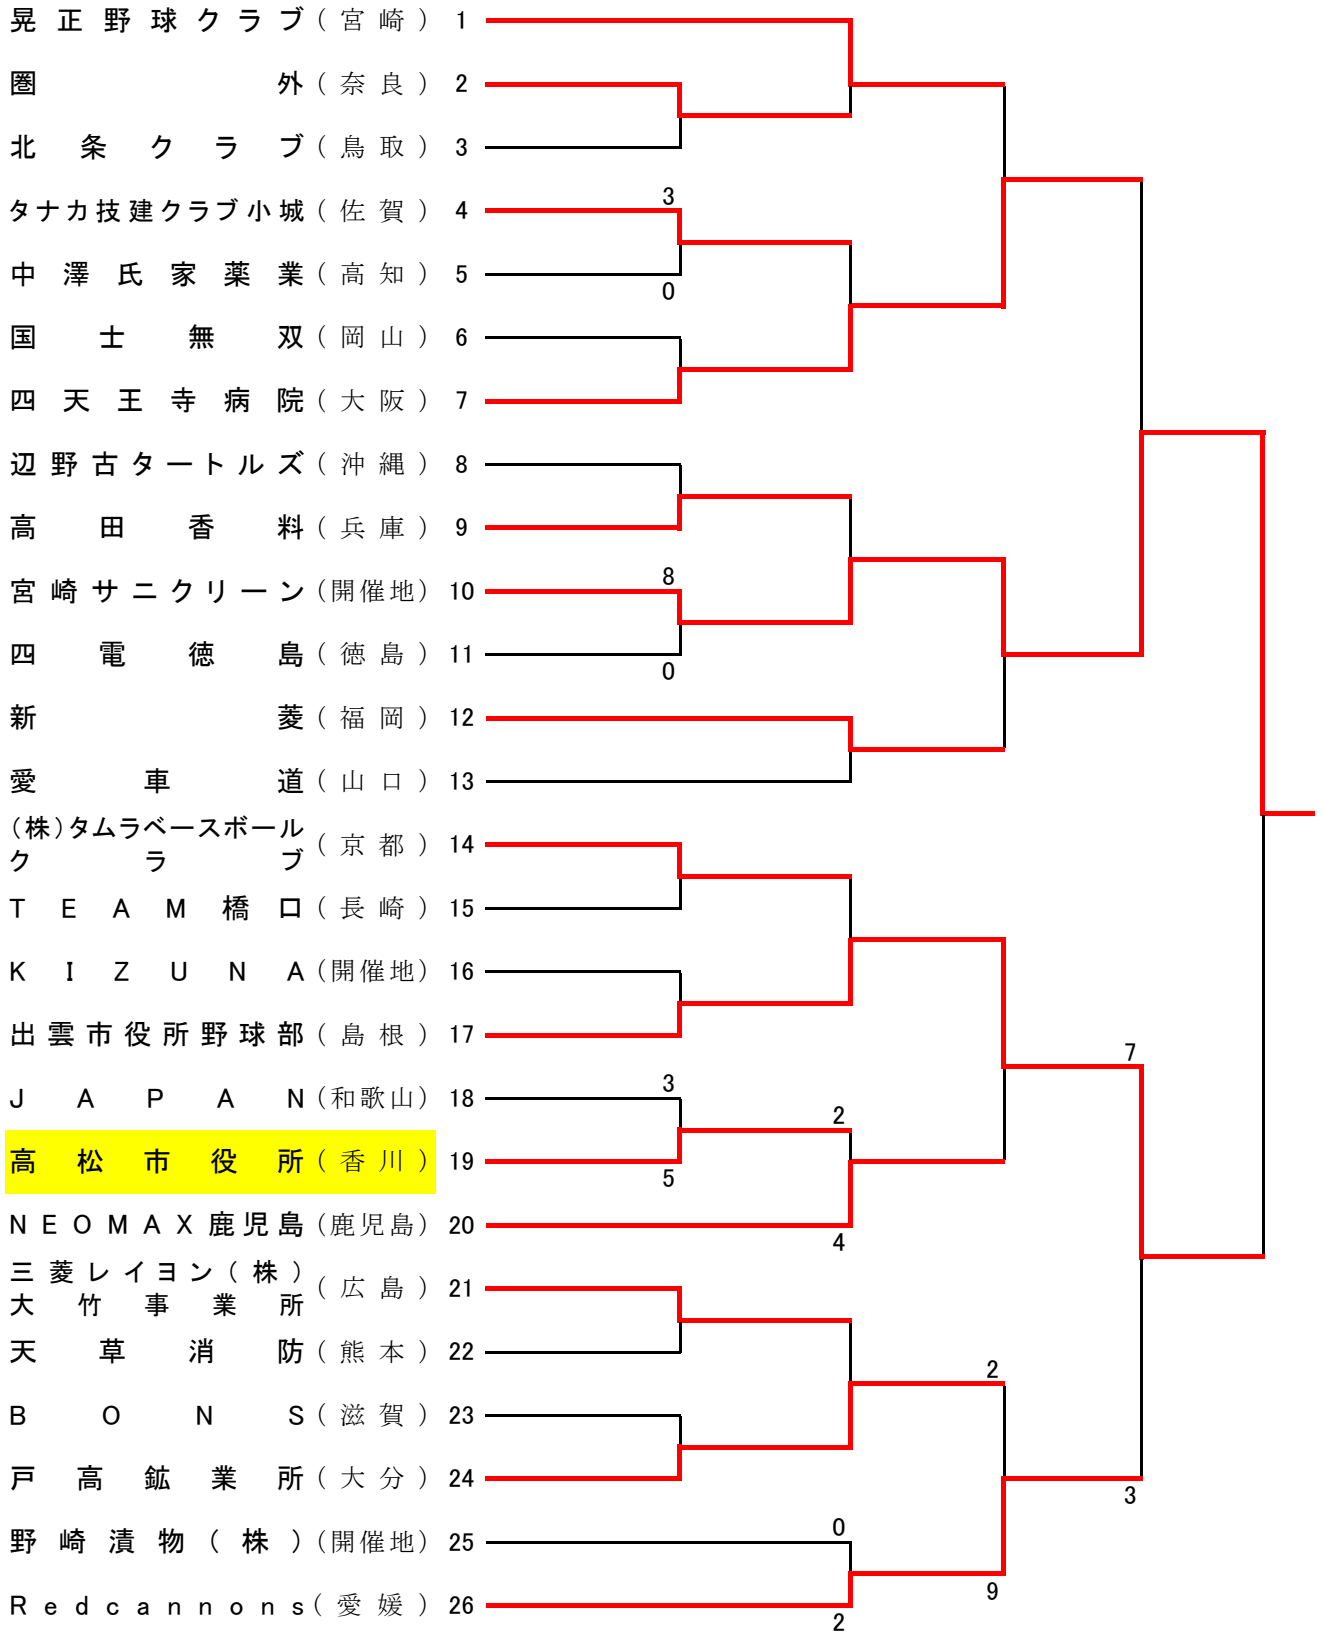 晃正野球クラブ(宮崎) 1
圏外(奈良) 2
北条クラブ(鳥取) 3
3
タナカ技建クラブ小城(佐賀) 4
中澤氏家薬業(高知) 5
0
国士無双(岡山) 6
四天王寺病院(大阪) 7
辺野古タートルズ(沖縄) 8
高田香料(兵庫) 9
8
宮崎サニクリーン(開催地) 10
四電徳島(徳島) 11
0
新菱(福岡) 12
愛車道(山口) 13
(株)タムラベースボール
クラブ
(京都) 14
TEAM橋口(長崎) 15
KIZUNA(開催地) 16
出雲市役所野球部(島根) 17
7
3
JAPAN(和歌山) 18
2
高松市役所(香川) 19
5
NEOMAX鹿児島(鹿児島) 20
4
三菱レイヨン(株)
大竹事業所
(広島) 21
天草消防(熊本) 22
2
BONS(滋賀) 23
戸高鉱業所(大分) 24
3
0
野崎漬物(株)(開催地) 25
9
Redcannons(愛媛) 26
2